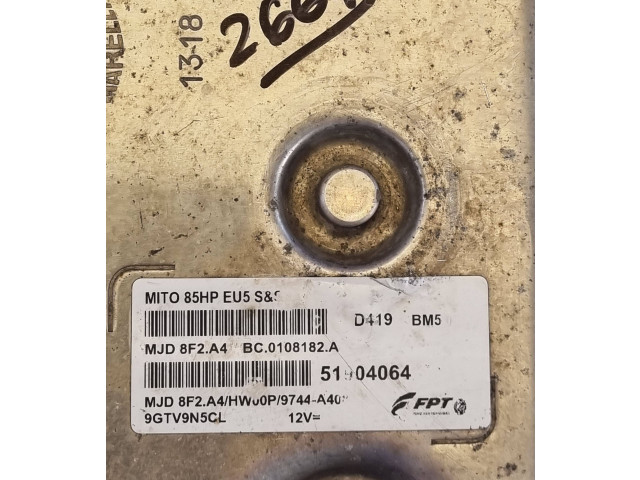 13-18
MITO 85HP EU5 S&S
D419 BM5
MJD 8F2.A4 BC.0108182.A
51904064
MJD 8F2.A4/HW00P/9744-A40
9GTV9N5CL 12V=
FPT